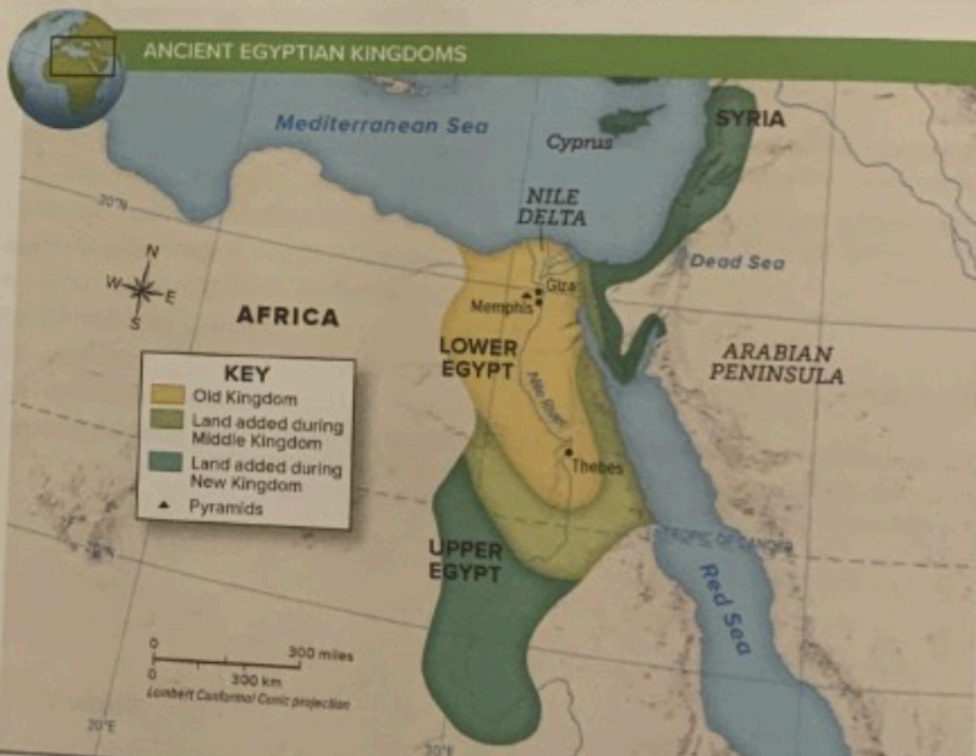 ANCIENT EGYPTIAN KINGDOMS
Mediterranean Sea
Cyprus
SYRIA
NILE
DELTA
20°N
Dead Sea
N
W
E
S
AFRICA
Giza
Memphis
LOWER
EGYPT
Nile River
ARABIAN
PENINSULA
KEY
Old Kingdom
Land added during
Middle Kingdom
Land added during
New Kingdom
Pyramids
Thebes
UPPER
EGYPT
TROPIC OF CANCER
Red Sea
0
300 miles
0
300 km
Lambert Conformal Conic projection
20°E